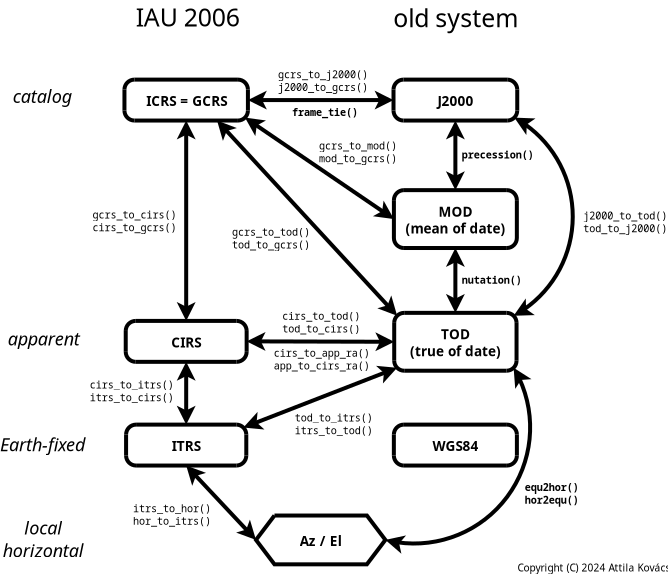 IAU 2006
old system
catalog
ICRS = GCRS
gcrs_to_j2000()
j2000_to_gcrs()
frame_tie()
J2000
gcrs_to_mod()
mod_to_gcrs()
precession()
MOD
(mean of date)
gcrs_to_cirs()
cirs_to_gcrs()
gcrs_to_tod()
tod_to_gcrs()
j2000_to_tod()
tod_to_j2000()
nutation()
apparent
CIRS
cirs_to_tod()
tod_to_cirs()
cirs_to_app_ra()
app_to_cirs_ra()
TOD
(true of date)
cirs_to_itrs()
itrs_to_cirs()
tod_to_itrs()
itrs_to_tod()
Earth-fixed
ITRS
WGS84
equ2hor()
hor2equ()
itrs_to_hor()
hor_to_itrs()
local
horizontal
Az / El
Copyright (C) 2024 Attila Kovács